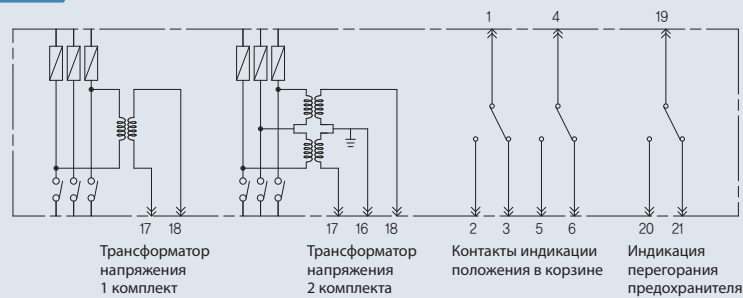 1 4 19
17 18 17 16 18 2 3 5 6 20 21
Трансформатор
напряжения
1 комплект
Трансформатор
напряжения
2 комплекта
Контакты индикации
положения в корзине
Индикация
перегорания
предохранителя